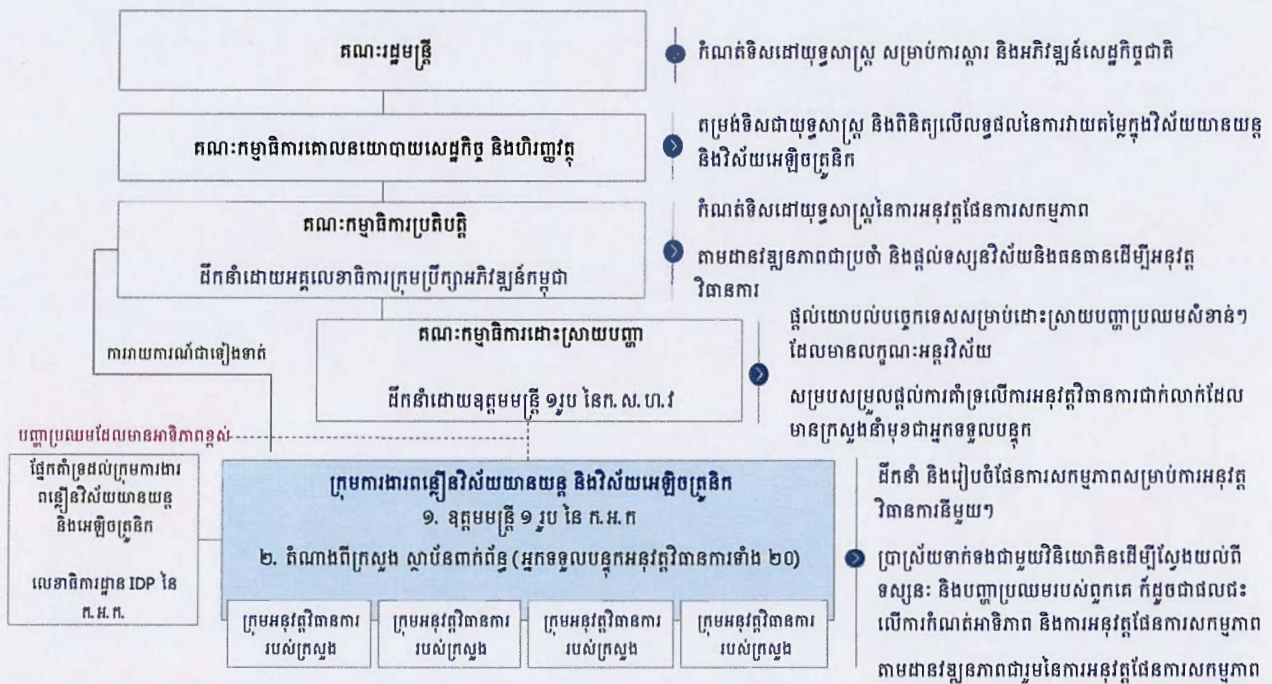 គណៈរដ្ឋមន្ត្រី
កំណត់ទិសដៅយុទ្ធសាស្ត្រ សម្រាប់ការស្តារ និងអភិវឌ្ឍន៍សេដ្ឋកិច្ចជាតិ
គណៈកម្មាធិការគោលនយោបាយសេដ្ឋកិច្ច និងហិរញ្ញវត្ថុ
តម្រង់ទិសជាយុទ្ធសាស្ត្រ និងពិនិត្យលើលទ្ធផលនៃការវាយតម្លៃក្នុងវិស័យយានយន្ត
និងវិស័យអេឡិចត្រូនិក
គណៈកម្មាធិការប្រតិបត្តិ
ដឹកនាំដោយអគ្គលេខាធិការក្រុមប្រឹក្សាអភិវឌ្ឍន៍កម្ពុជា
កំណត់ទិសដៅយុទ្ធសាស្ត្រនៃការអនុវត្តផែនការសកម្មភាព
តាមដានវឌ្ឍនភាពជាប្រចាំ និងផ្តល់ទស្សនវិស័យនិងធនធានដើម្បីអនុវត្ត
វិធានការ
គណៈកម្មាធិការដោះស្រាយបញ្ហា
ដឹកនាំដោយឧត្តមមន្ត្រី ១រូប នៃក.ស.ហ.វ
ផ្តល់យោបល់បច្ចេកទេសសម្រាប់ដោះស្រាយបញ្ហាប្រឈមសំខាន់ៗ
ដែលមានលក្ខណៈអន្តរវិស័យ
សម្របសម្រួលផ្តល់ការគាំទ្រលើការអនុវត្តវិធានការជាក់លាក់ដែល
មានក្រសួងនាំមុខជាអ្នកទទួលបន្ទុក
ការរាយការណ៍ជាទៀងទាត់
បញ្ហាប្រឈមដែលមានអាទិភាពខ្ពស់
ផ្នែកគាំទ្រដល់ក្រុមការងារ
ពន្លឿនវិស័យយានយន្ត
និងអេឡិចត្រូនិក
លេខាធិការដ្ឋាន IDP នៃ
ក.អ.ក.
ក្រុមការងារពន្លឿនវិស័យយានយន្ត និងវិស័យអេឡិចត្រូនិក
១. ឧត្តមមន្ត្រី ១ រូប នៃ ក.អ.ក
២. តំណាងពីក្រសួង ស្ថាប័នពាក់ព័ន្ធ (អ្នកទទួលបន្ទុកអនុវត្តវិធានការទាំង ២០)
ក្រុមអនុវត្តវិធានការ
របស់ក្រសួង
ក្រុមអនុវត្តវិធានការ
របស់ក្រសួង
ក្រុមអនុវត្តវិធានការ
របស់ក្រសួង
ក្រុមអនុវត្តវិធានការ
របស់ក្រសួង
ដឹកនាំ និងរៀបចំផែនការសកម្មភាពសម្រាប់ការអនុវត្ត
វិធានការនីមួយៗ
ប្រាស្រ័យទាក់ទងជាមួយវិនិយោគិនដើម្បីស្វែងយល់ពី
ទស្សនៈ និងបញ្ហាប្រឈមរបស់ពួកគេ ក៏ដូចជាផលជះ
លើការកំណត់អាទិភាព និងការអនុវត្តផែនការសកម្មភាព
តាមដានវឌ្ឍនភាពជារួមនៃការអនុវត្តផែនការសកម្មភាព